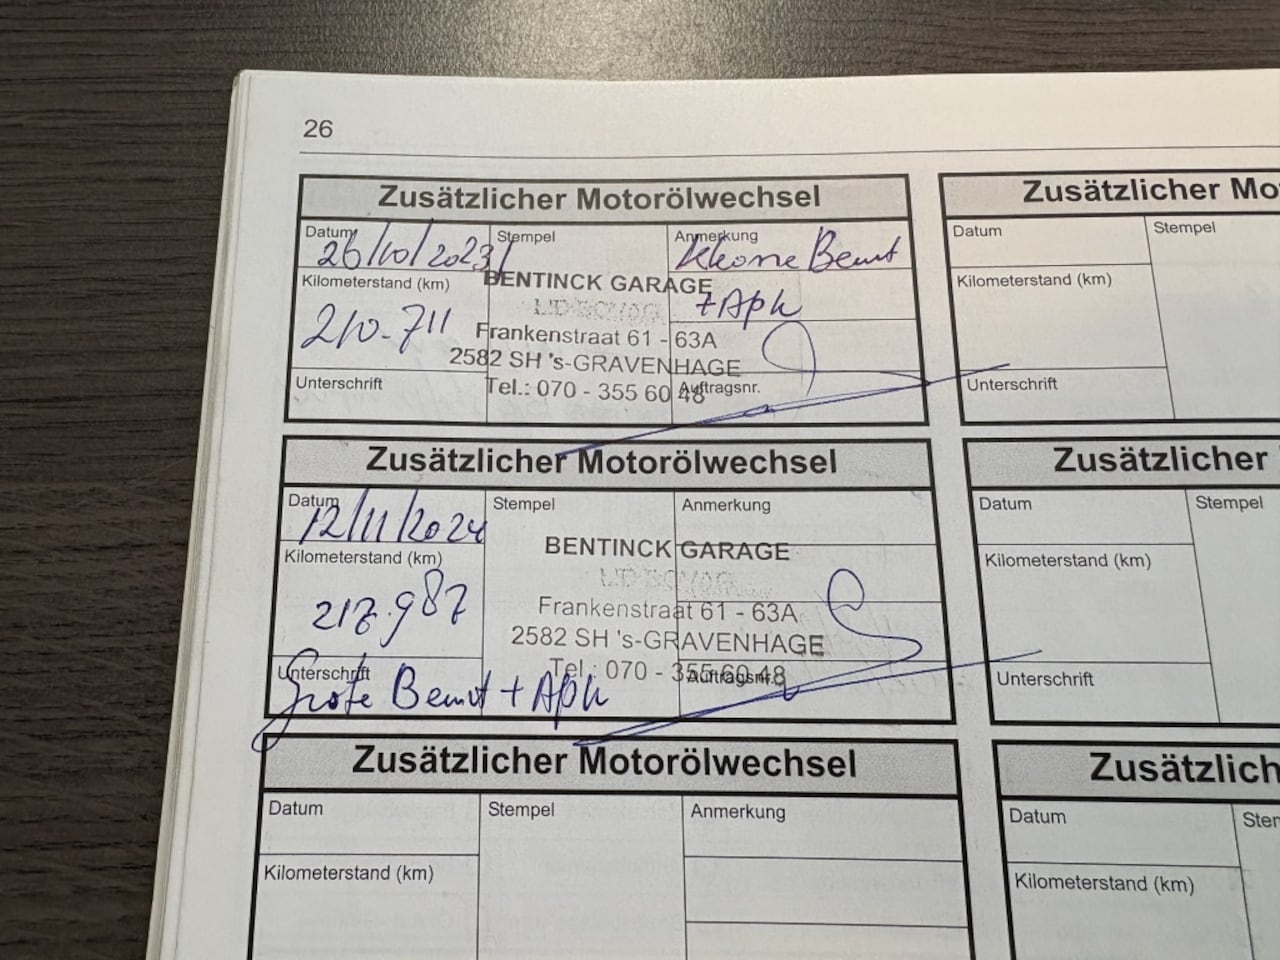 26
Zusätzlicher Motorölwechsel
Datum
26/10/2023
Stempel
Anmerkung
Kleine Beurt
+ Apk
Kilometerstand (km)
210.711
BENTINCK GARAGE
Frankenstraat 61 - 63A
2582 SH 's-GRAVENHAGE
Tel.: 070 - 355 60 48
Unterschrift
Auftragsnr.
Zusätzlicher Motorölwechsel
Datum
12/11/2024
Stempel
Anmerkung
Kilometerstand (km)
217.987
BENTINCK GARAGE
Frankenstraat 61 - 63A
2582 SH 's-GRAVENHAGE
Tel.: 070 - 355 60 48
Unterschrift
Auftragsnr.
Grote Beurt + Apk
Zusätzlicher Motorölwechsel
Datum
Stempel
Anmerkung
Kilometerstand (km)
Zusätzlicher Mo
Datum
Stempel
Kilometerstand (km)
Unterschrift
Zusätzlicher
Datum
Stempel
Kilometerstand (km)
Unterschrift
Zusätzlich
Datum
Ster
Kilometerstand (km)